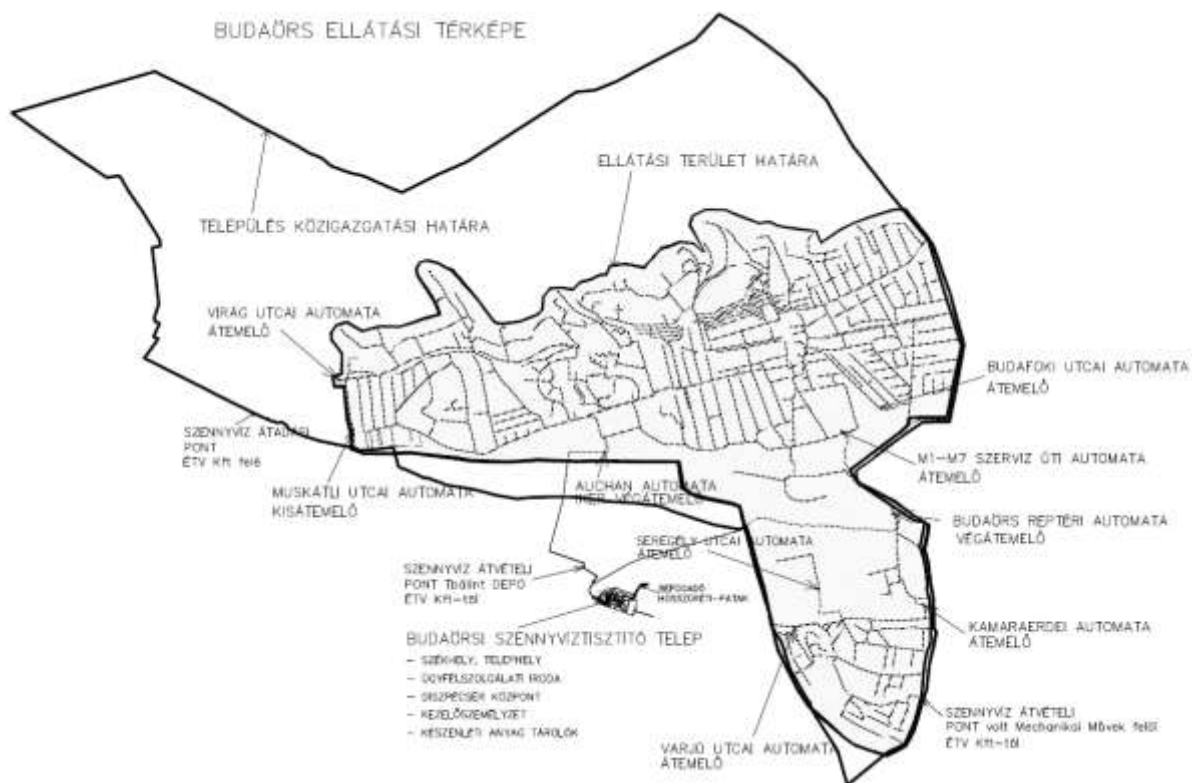 BUDAÖRS ELLÁTÁSI TÉRKÉPE
ELLÁTÁSI TERÜLET HATÁRA
TELEPÜLÉS KÖZIGAZGATÁSI HATÁRA
VIRÁG UTCAI AUTOMATA
ÁTEMELŐ
BUDAFOKI UTCAI AUTOMATA
ÁTEMELŐ
SZENNYVÍZ ÁTADÁSI
PONT
ÉTV Kft felé
M1-M7 SZERVIZ ÚTI AUTOMATA
ÁTEMELŐ
MUSKÁTLI UTCAI AUTOMATA
KISÁTEMELŐ
AUCHAN AUTOMATA
IKER VÉGÁTEMELŐ
BUDAÖRS REPTÉRI AUTOMATA
VÉGÁTEMELŐ
SEREGÉLY UTCAI AUTOMATA
ÁTEMELŐ
SZENNYVÍZ ÁTVÉTELI
PONT Tbálint DEPO
ÉTV Kft-től
BEFOGADÓ
HOSSZÚRÉTI-PATAK
KAMARAERDEI AUTOMATA
ÁTEMELŐ
BUDAÖRSI SZENNYVÍZTISZTÍTÓ TELEP
- SZÉKHELY, TELEPHELY
- ÜGYFÉLSZOLGÁLATI IRODA
- DISZPÉCSER KÖZPONT
- KEZELŐSZEMÉLYZET
- KÉSZENLÉTI ANYAG TÁROLÓK
SZENNYVÍZ ÁTVÉTELI
PONT volt Mechanikai Művek felől
ÉTV Kft-től
VARJÚ UTCAI AUTOMATA
ÁTEMELŐ